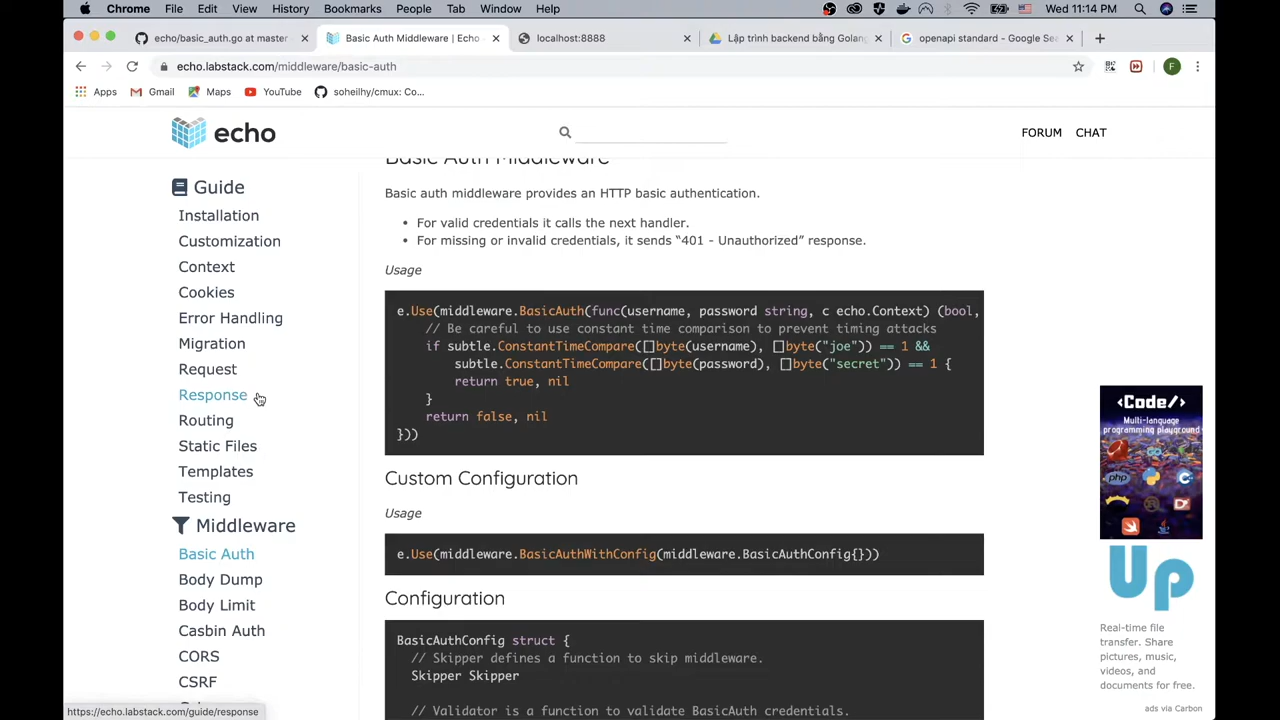 Chrome File Edit View History Bookmarks People Tab Window Help Wed 11:14 PM
echo/basic_auth.go at master Basic Auth Middleware | Echo - localhost:8888 Lập trình backend bằng Golang openapi standard - Google Sea
echo.labstack.com/middleware/basic-auth F
Apps Gmail Maps YouTube soheilhy/cmux: Co...
echo FORUM CHAT
Guide
Installation
Customization
Context
Cookies
Error Handling
Migration
Request
Response
Routing
Static Files
Templates
Testing
Middleware
Basic Auth
Body Dump
Body Limit
Casbin Auth
CORS
CSRF
https://echo.labstack.com/guide/response
Basic Auth Middleware
Basic auth middleware provides an HTTP basic authentication.
• For valid credentials it calls the next handler.
• For missing or invalid credentials, it sends “401 - Unauthorized” response.
Usage
e.Use(middleware.BasicAuth(func(username, password string, c echo.Context) (bool,
// Be careful to use constant time comparison to prevent timing attacks
if subtle.ConstantTimeCompare([]byte(username), []byte("joe")) == 1 &&
subtle.ConstantTimeCompare([]byte(password), []byte("secret")) == 1 {
return true, nil
}
return false, nil
}))
Custom Configuration
Usage
e.Use(middleware.BasicAuthWithConfig(middleware.BasicAuthConfig{}))
Configuration
BasicAuthConfig struct {
// Skipper defines a function to skip middleware.
Skipper Skipper
// Validator is a function to validate BasicAuth credentials.
<Code/>
Multi-language
programming playground
GO
php
Up
Real-time file
transfer. Share
pictures, music,
videos, and
documents for free.
ads via Carbon